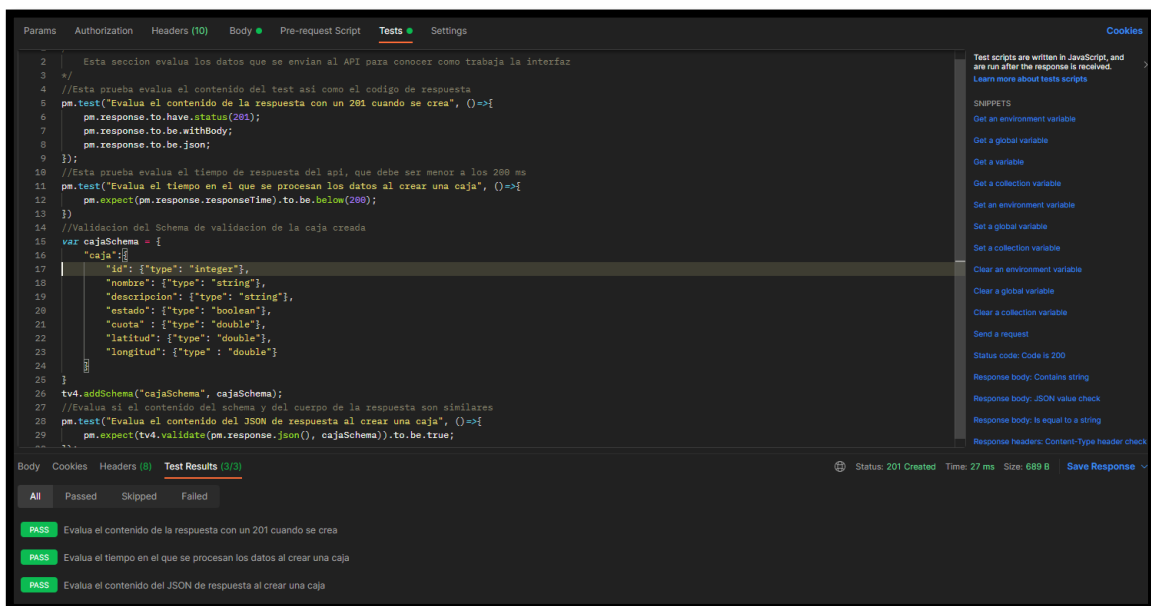 Params Authorization Headers (10) Body Pre-request Script Tests Settings Cookies
2 Esta seccion evalua los datos que se envian al API para conocer como trabaja la interfaz
3 */
4 //Esta prueba evalua el contenido del test asi como el codigo de respuesta
5 pm.test("Evalua el contenido de la respuesta con un 201 cuando se crea", ()=>{
6 pm.response.to.have.status(201);
7 pm.response.to.be.withBody;
8 pm.response.to.be.json;
9 });
10 //Esta prueba evalua el tiempo de respuesta del api, que debe ser menor a los 200 ms
11 pm.test("Evalua el tiempo en el que se procesan los datos al crear una caja", ()=>{
12 pm.expect(pm.response.responseTime).to.be.below(200);
13 })
14 //Validacion del Schema de validacion de la caja creada
15 var cajaSchema = {
16 "caja":{
17 "id": {"type": "integer"},
18 "nombre": {"type": "string"},
19 "descripcion": {"type": "string"},
20 "estado": {"type": "boolean"},
21 "cuota" : {"type": "double"},
22 "latitud": {"type": "double"},
23 "longitud": {"type" : "double"}
24 }
25 }
26 tv4.addSchema("cajaSchema", cajaSchema);
27 //Evalua si el contenido del schema y del cuerpo de la respuesta son similares
28 pm.test("Evalua el contenido del JSON de respuesta al crear una caja", ()=>{
29 pm.expect(tv4.validate(pm.response.json(), cajaSchema)).to.be.true;
Test scripts are written in JavaScript, and
are run after the response is received.
Learn more about tests scripts
SNIPPETS
Get an environment variable
Get a global variable
Get a variable
Get a collection variable
Set an environment variable
Set a global variable
Set a collection variable
Clear an environment variable
Clear a global variable
Clear a collection variable
Send a request
Status code: Code is 200
Response body: Contains string
Response body: JSON value check
Response body: Is equal to a string
Response headers: Content-Type header check
Body Cookies Headers (8) Test Results (3/3) Status: 201 Created Time: 27 ms Size: 689 B Save Response
All Passed Skipped Failed
PASS Evalua el contenido de la respuesta con un 201 cuando se crea
PASS Evalua el tiempo en el que se procesan los datos al crear una caja
PASS Evalua el contenido del JSON de respuesta al crear una caja